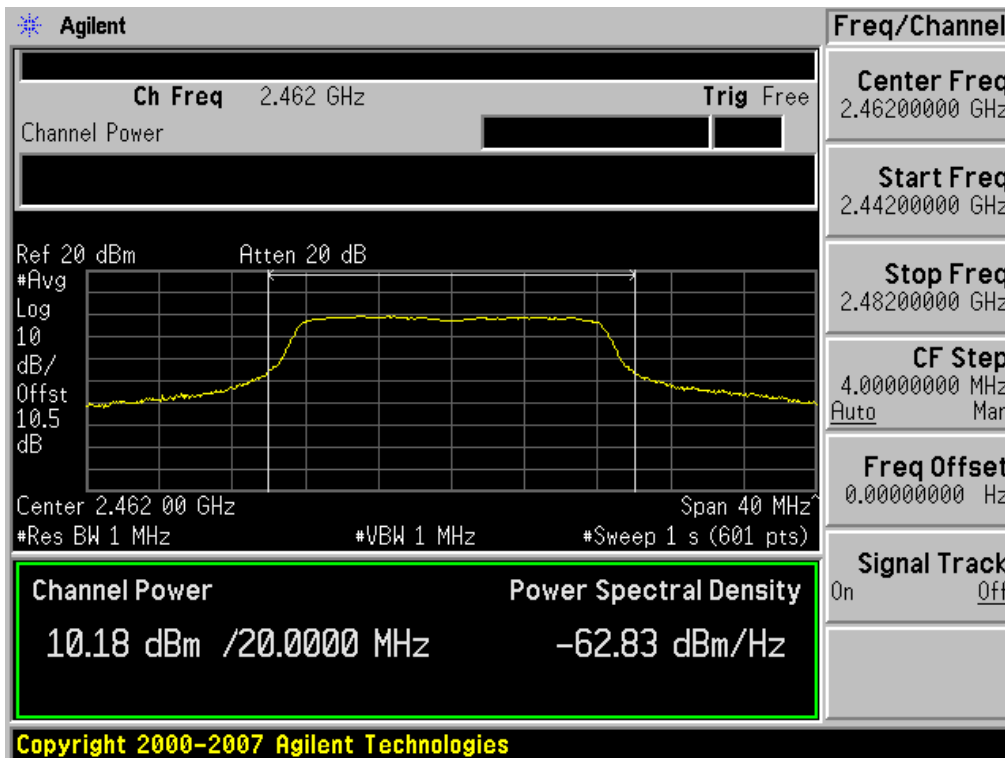 Agilent
Freq/Channel
Ch Freq 2.462 GHz Trig Free
Channel Power
Center Freq
2.46200000 GHz
Start Freq
2.44200000 GHz
Stop Freq
2.48200000 GHz
CF Step
4.00000000 MHz
Auto Man
Freq Offset
0.00000000 Hz
Signal Track
On Off
Ref 20 dBm Atten 20 dB
#Avg
Log
10
dB/
Offst
10.5
dB
Center 2.462 00 GHz Span 40 MHz^
#Res BW 1 MHz #VBW 1 MHz #Sweep 1 s (601 pts)
Channel Power Power Spectral Density
10.18 dBm /20.0000 MHz -62.83 dBm/Hz
Copyright 2000-2007 Agilent Technologies